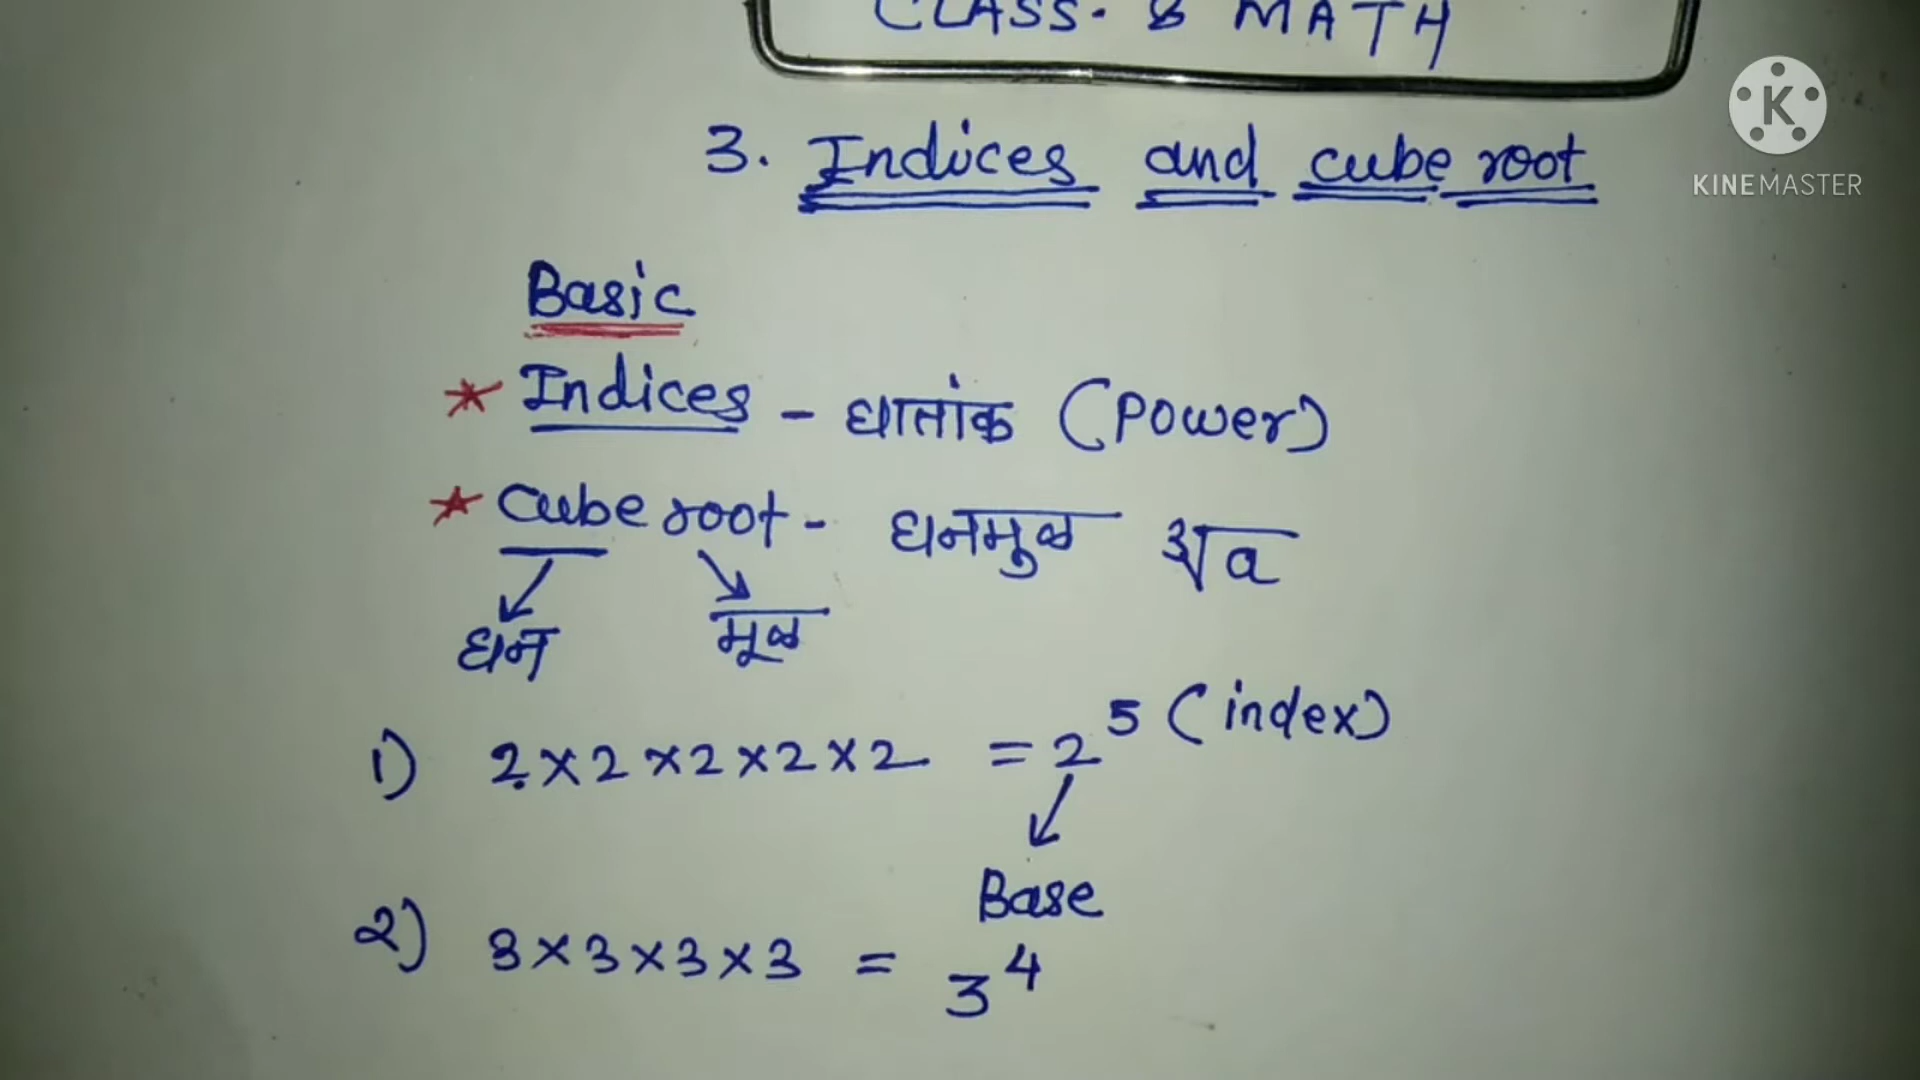 CLASS. 8 MATH
K
KINEMASTER
3. Indices and cube root
Basic
* Indices - घातांक (Power)
* Cube root - घनमुळ ∛a
घन मूळ
1) 2×2×2×2×2 = 2⁵ (index)
Base
2) 3×3×3×3 = 3⁴